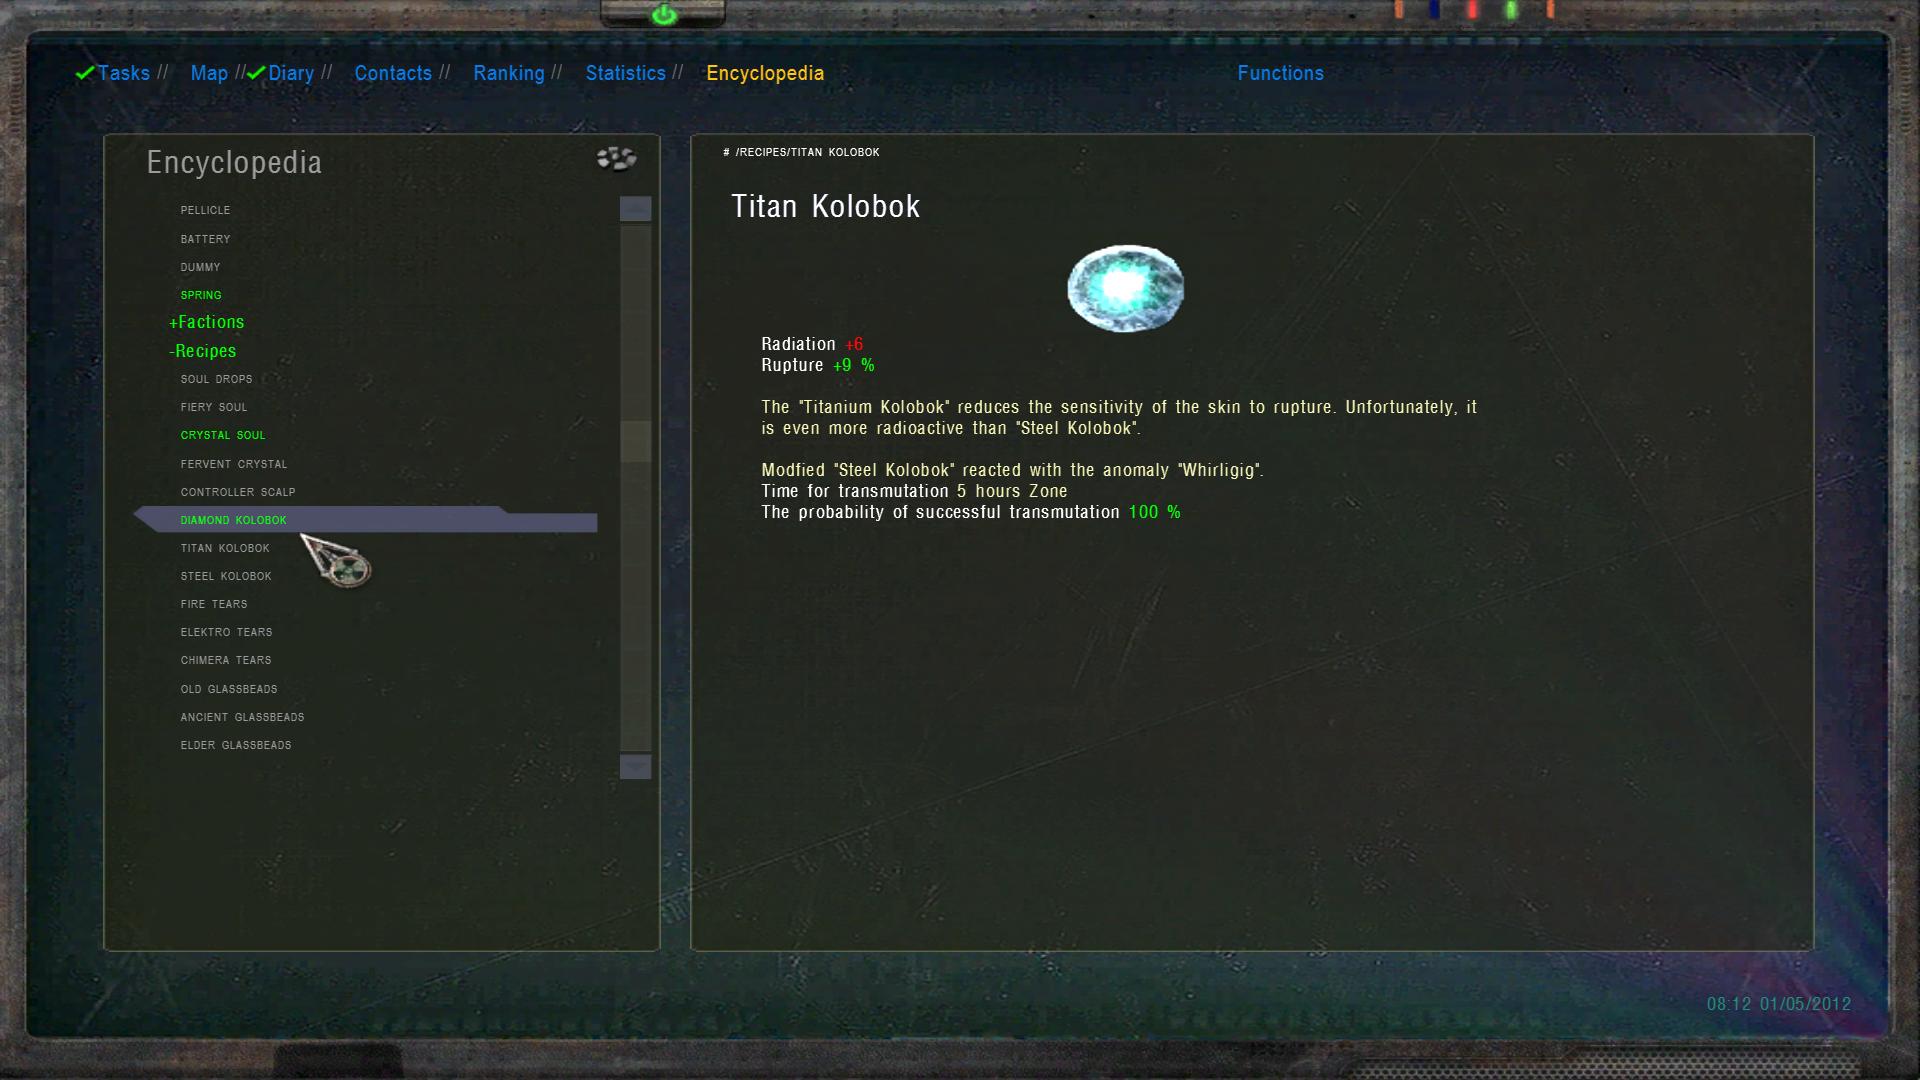 Tasks // Map // Diary // Contacts // Ranking // Statistics // Encyclopedia Functions
Encyclopedia
PELLICLE
BATTERY
DUMMY
SPRING
+Factions
-Recipes
SOUL DROPS
FIERY SOUL
CRYSTAL SOUL
FERVENT CRYSTAL
CONTROLLER SCALP
DIAMOND KOLOBOK
TITAN KOLOBOK
STEEL KOLOBOK
FIRE TEARS
ELEKTRO TEARS
CHIMERA TEARS
OLD GLASSBEADS
ANCIENT GLASSBEADS
ELDER GLASSBEADS
# /RECIPES/TITAN KOLOBOK
Titan Kolobok
Radiation +6
Rupture +9 %
The "Titanium Kolobok" reduces the sensitivity of the skin to rupture. Unfortunately, it
is even more radioactive than "Steel Kolobok".
Modfied "Steel Kolobok" reacted with the anomaly "Whirligig".
Time for transmutation 5 hours Zone
The probability of successful transmutation 100 %
08:12 01/05/2012